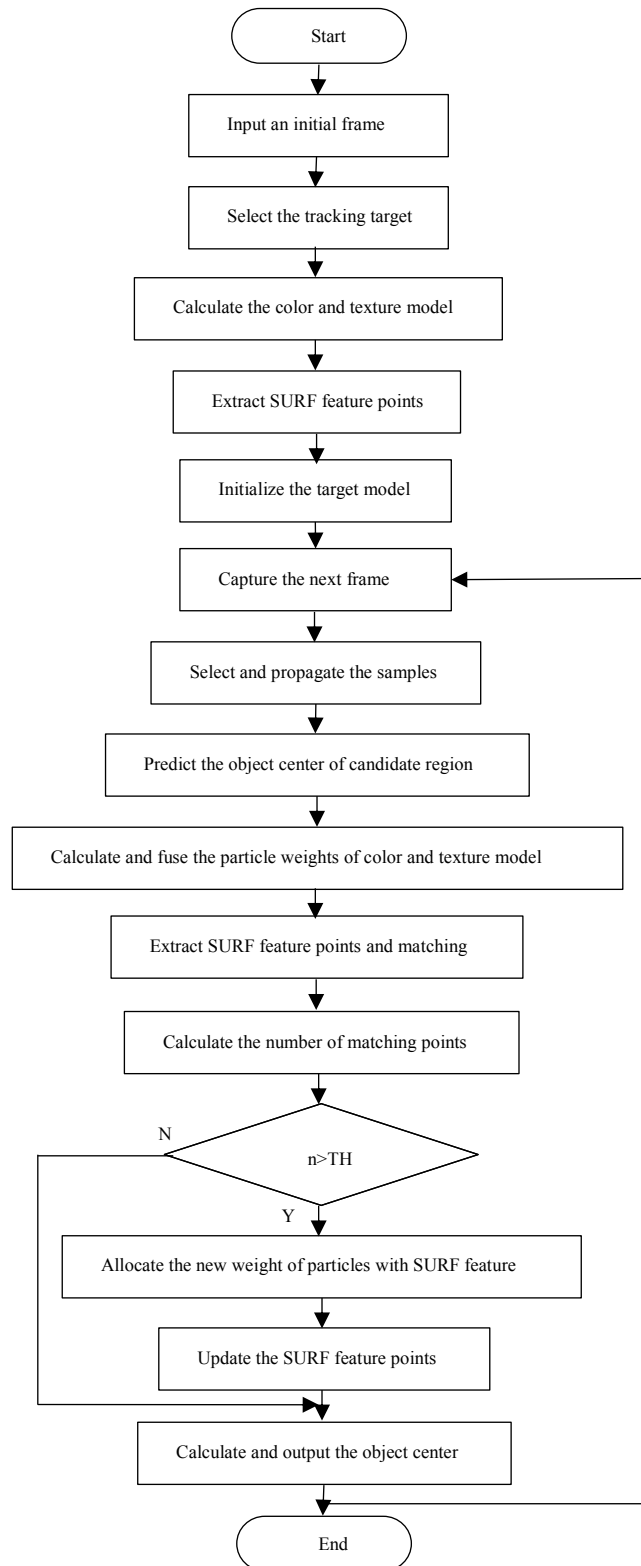 Start
Input an initial frame
Select the tracking target
Calculate the color and texture model
Extract SURF feature points
Initialize the target model
Capture the next frame
Select and propagate the samples
Predict the object center of candidate region
Calculate and fuse the particle weights of color and texture model
Extract SURF feature points and matching
Calculate the number of matching points
N
n>TH
Y
Allocate the new weight of particles with SURF feature
Update the SURF feature points
Calculate and output the object center
End